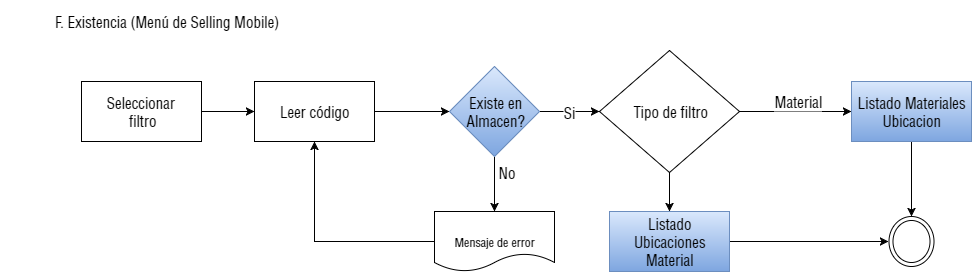 F. Existencia (Menú de Selling Mobile)
Seleccionar
filtro
Leer código
Existe en
Almacen?
Si
Tipo de filtro
Material
Listado Materiales
Ubicacion
No
Mensaje de error
Listado
Ubicaciones
Material